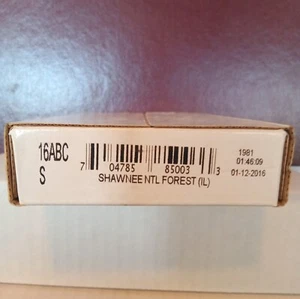 16ABC
S
7 04785 85003 3
SHAWNEE NTL FOREST (IL)
1981
01:46:09
01-12-2016